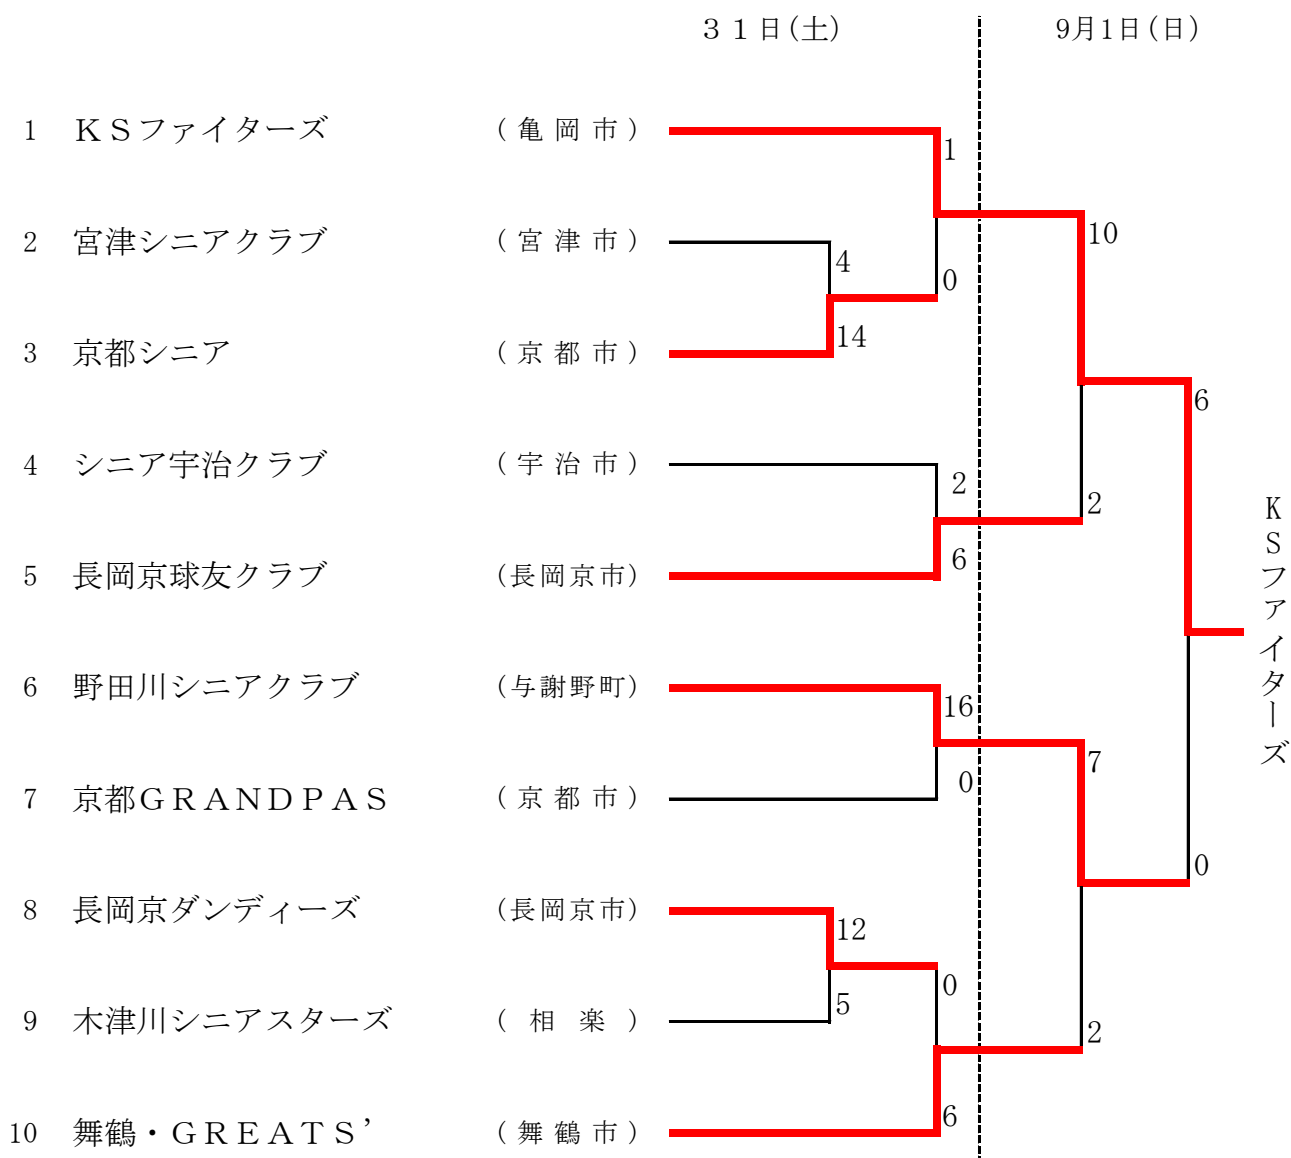 ３１日(土) 9月1日(日)
1 ＫＳファイターズ (亀岡市) 1
10
2 宮津シニアクラブ (宮津市) 4
0
3 京都シニア (京都市) 14
6
4 シニア宇治クラブ (宇治市) 2
2
5 長岡京球友クラブ (長岡京市) 6
ＫＳファイターズ
6 野田川シニアクラブ (与謝野町) 16
7
7 京都ＧＲＡＮＤＰＡＳ (京都市) 0
0
8 長岡京ダンディーズ (長岡京市) 12
0
9 木津川シニアスターズ (相楽) 5
2
10 舞鶴・ＧＲＥＡＴＳ’ (舞鶴市) 6